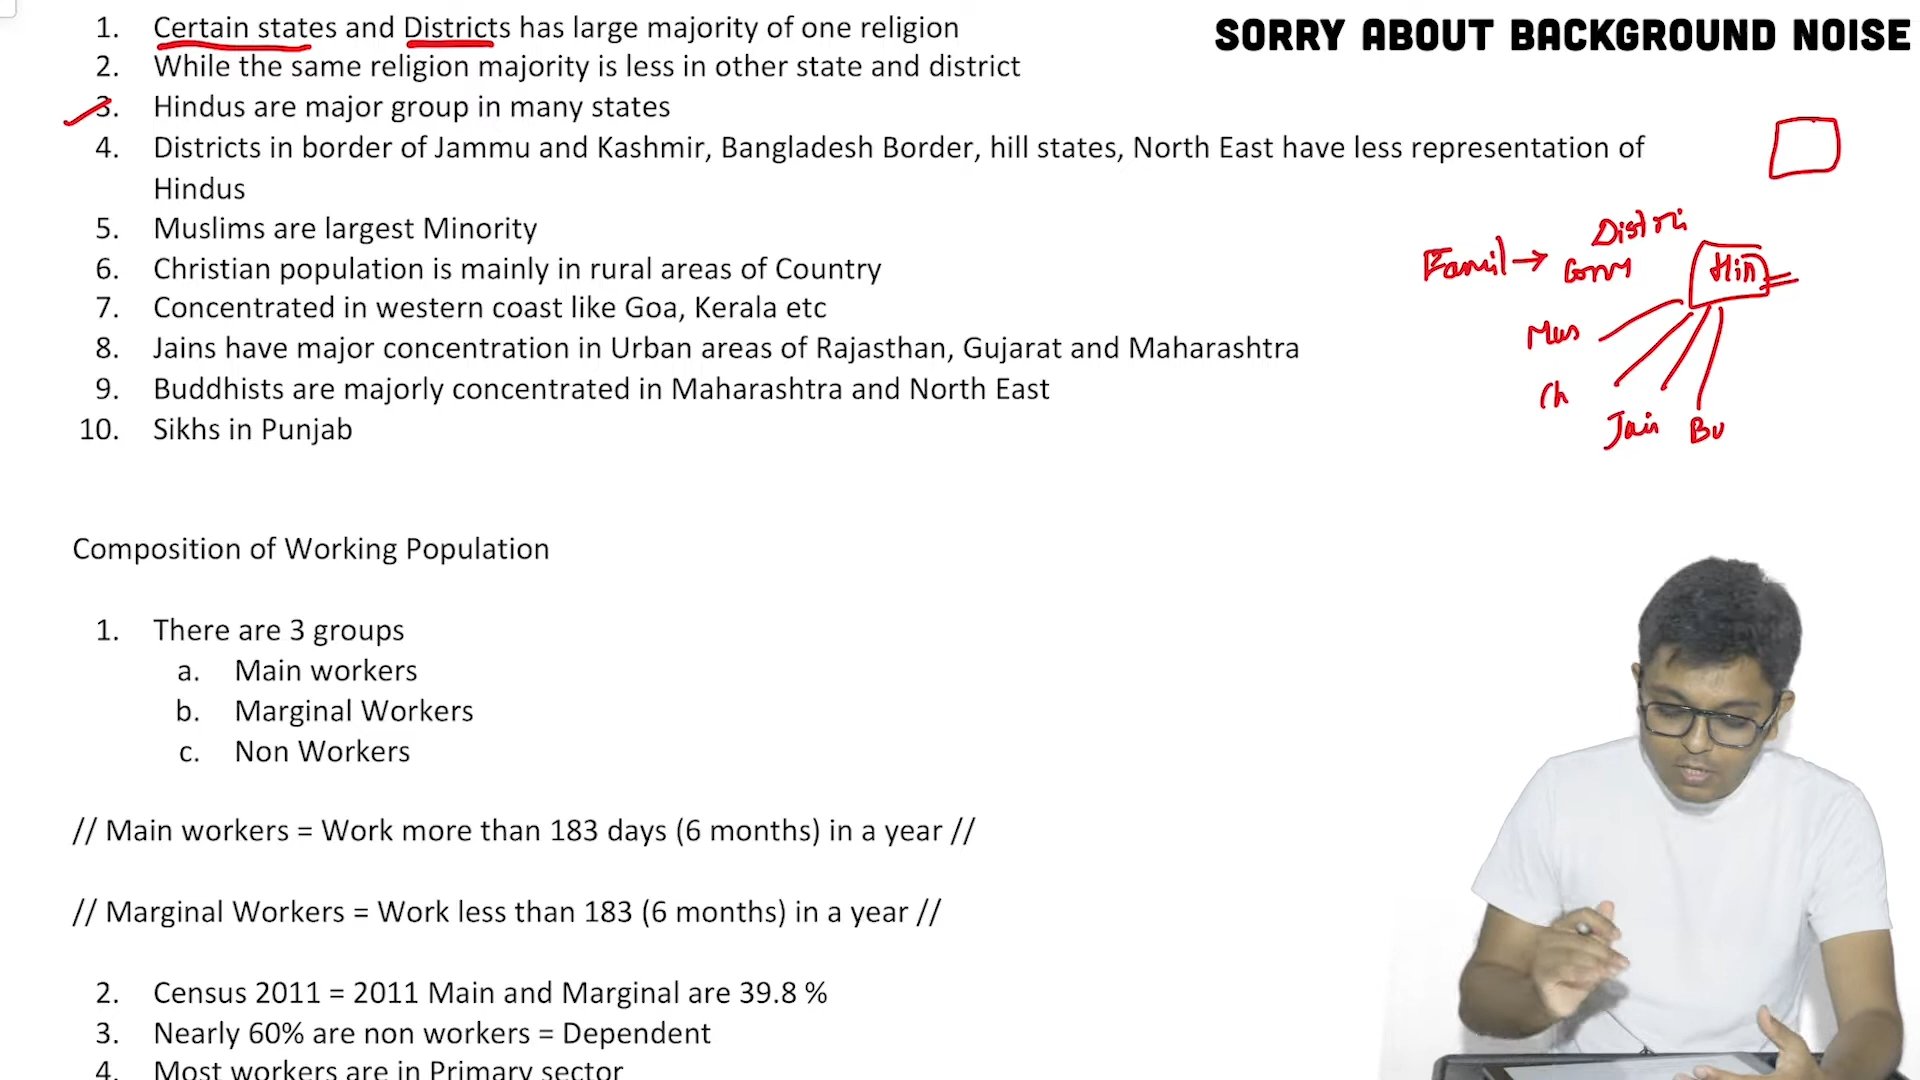 SORRY ABOUT BACKGROUND NOISE
1. Certain states and Districts has large majority of one religion
2. While the same religion majority is less in other state and district
3. Hindus are major group in many states
4. Districts in border of Jammu and Kashmir, Bangladesh Border, hill states, North East have less representation of
Hindus
5. Muslims are largest Minority
6. Christian population is mainly in rural areas of Country
7. Concentrated in western coast like Goa, Kerala etc
8. Jains have major concentration in Urban areas of Rajasthan, Gujarat and Maharashtra
9. Buddhists are majorly concentrated in Maharashtra and North East
10. Sikhs in Punjab
Famil →
Hin
Mus
Ch
Jain Bu
Composition of Working Population
1. There are 3 groups
a. Main workers
b. Marginal Workers
c. Non Workers
// Main workers = Work more than 183 days (6 months) in a year //
// Marginal Workers = Work less than 183 (6 months) in a year //
2. Census 2011 = 2011 Main and Marginal are 39.8 %
3. Nearly 60% are non workers = Dependent
4. Most workers are in Primary sector